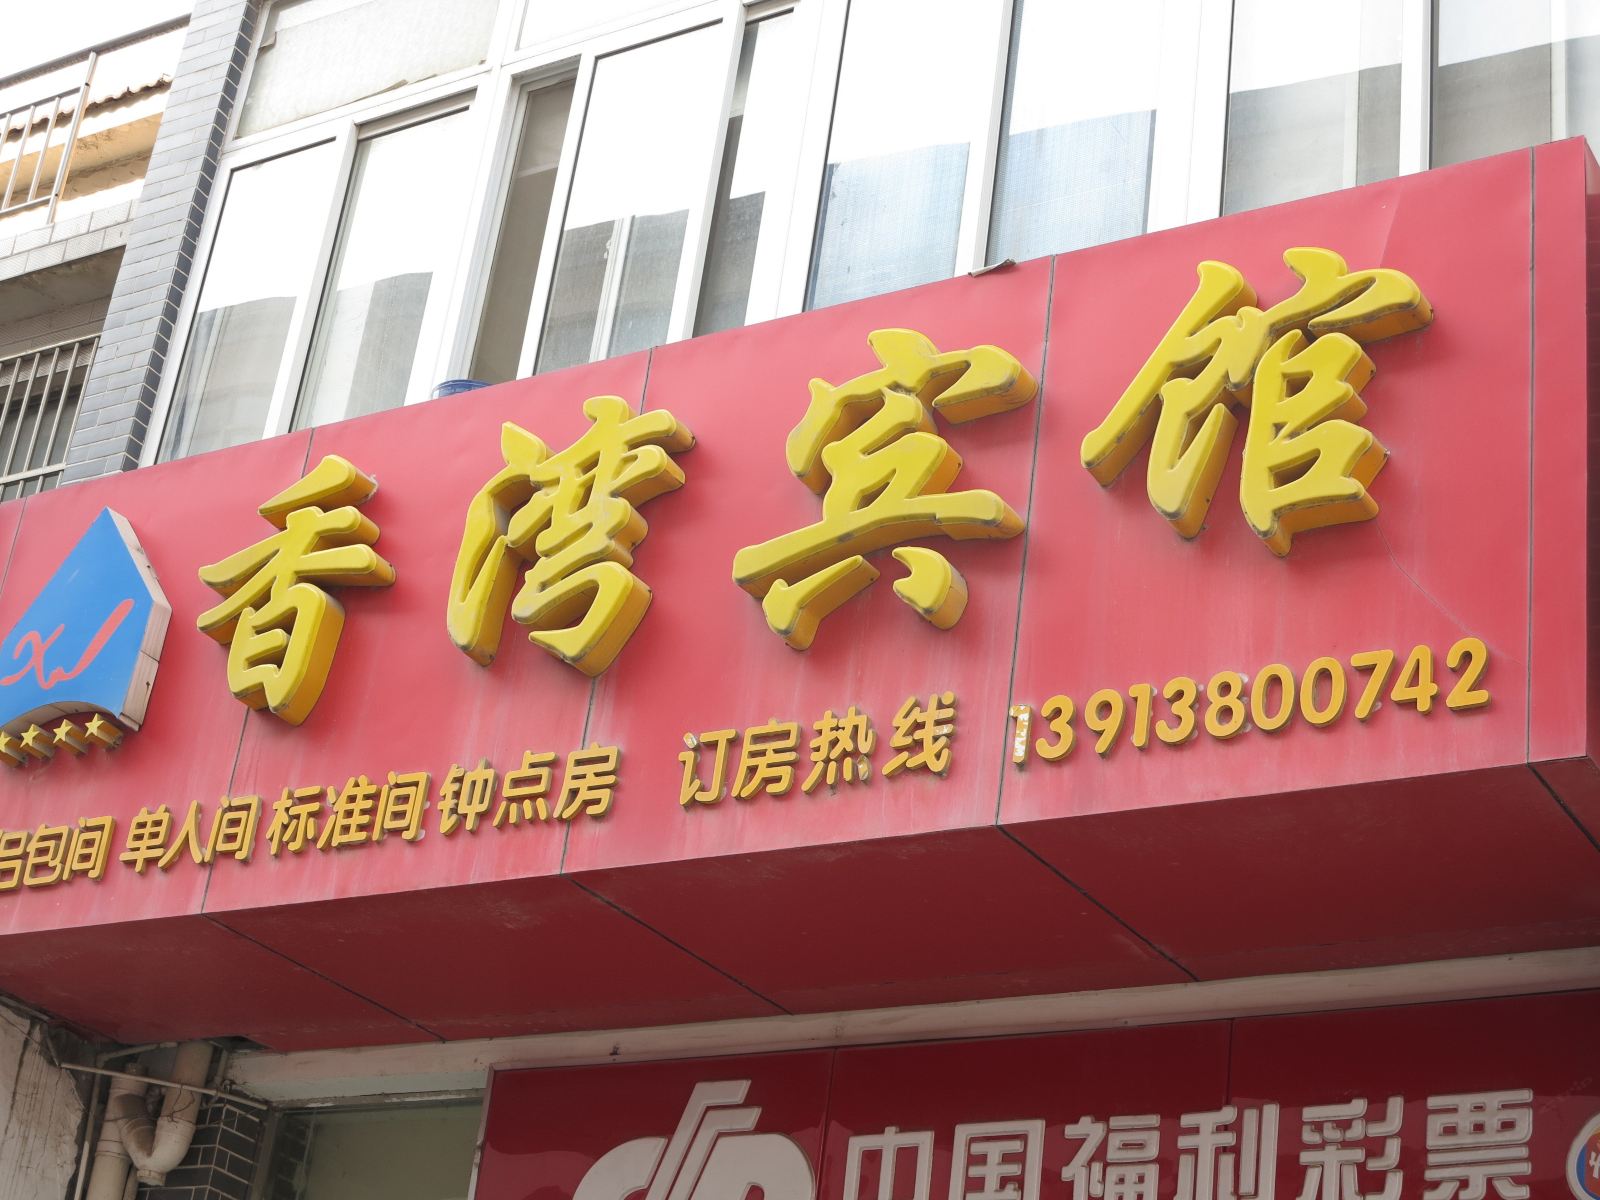 香湾宾馆
侣包间 单人间 标准间 钟点房 订房热线 13913800742
中国福利彩票